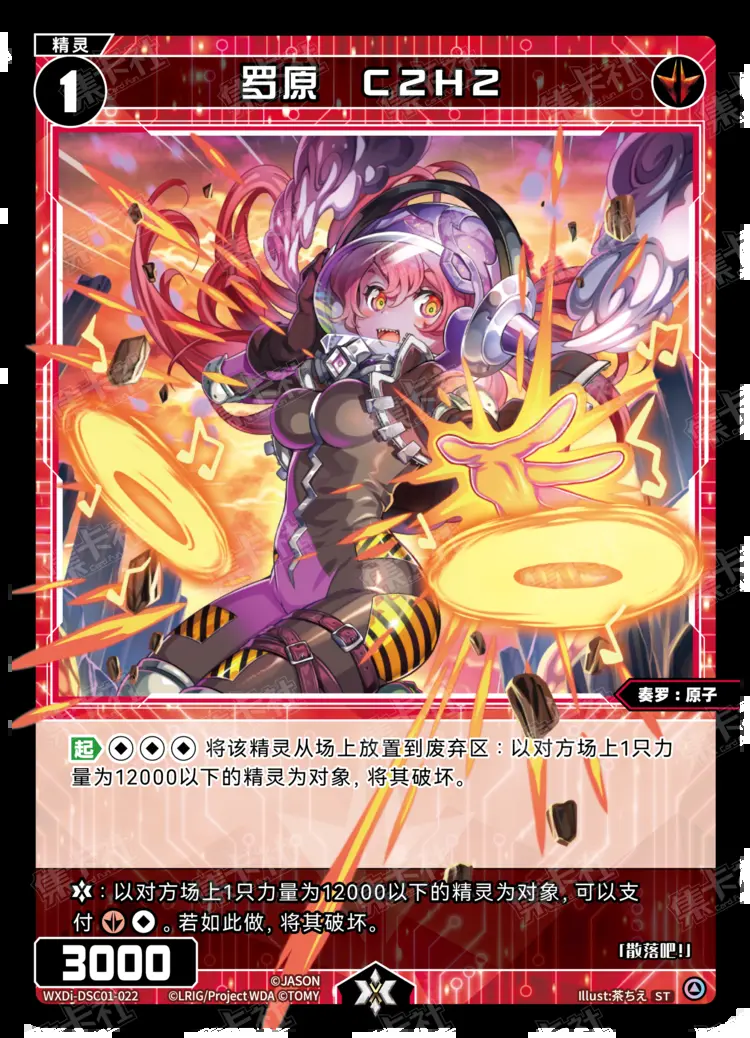 精灵
1
罗原 C2H2
奏罗:原子
起 将该精灵从场上放置到废弃区:以对方场上1只力
量为12000以下的精灵为对象,将其破坏。
:以对方场上1只力量为12000以下的精灵为对象,可以支
付 。若如此做,将其破坏。
「散落吧!」
3000
©JASON
WXDi-DSC01-022 ©LRIG/Project WDA ©TOMY
Illust:茶ちえ ST
集卡社